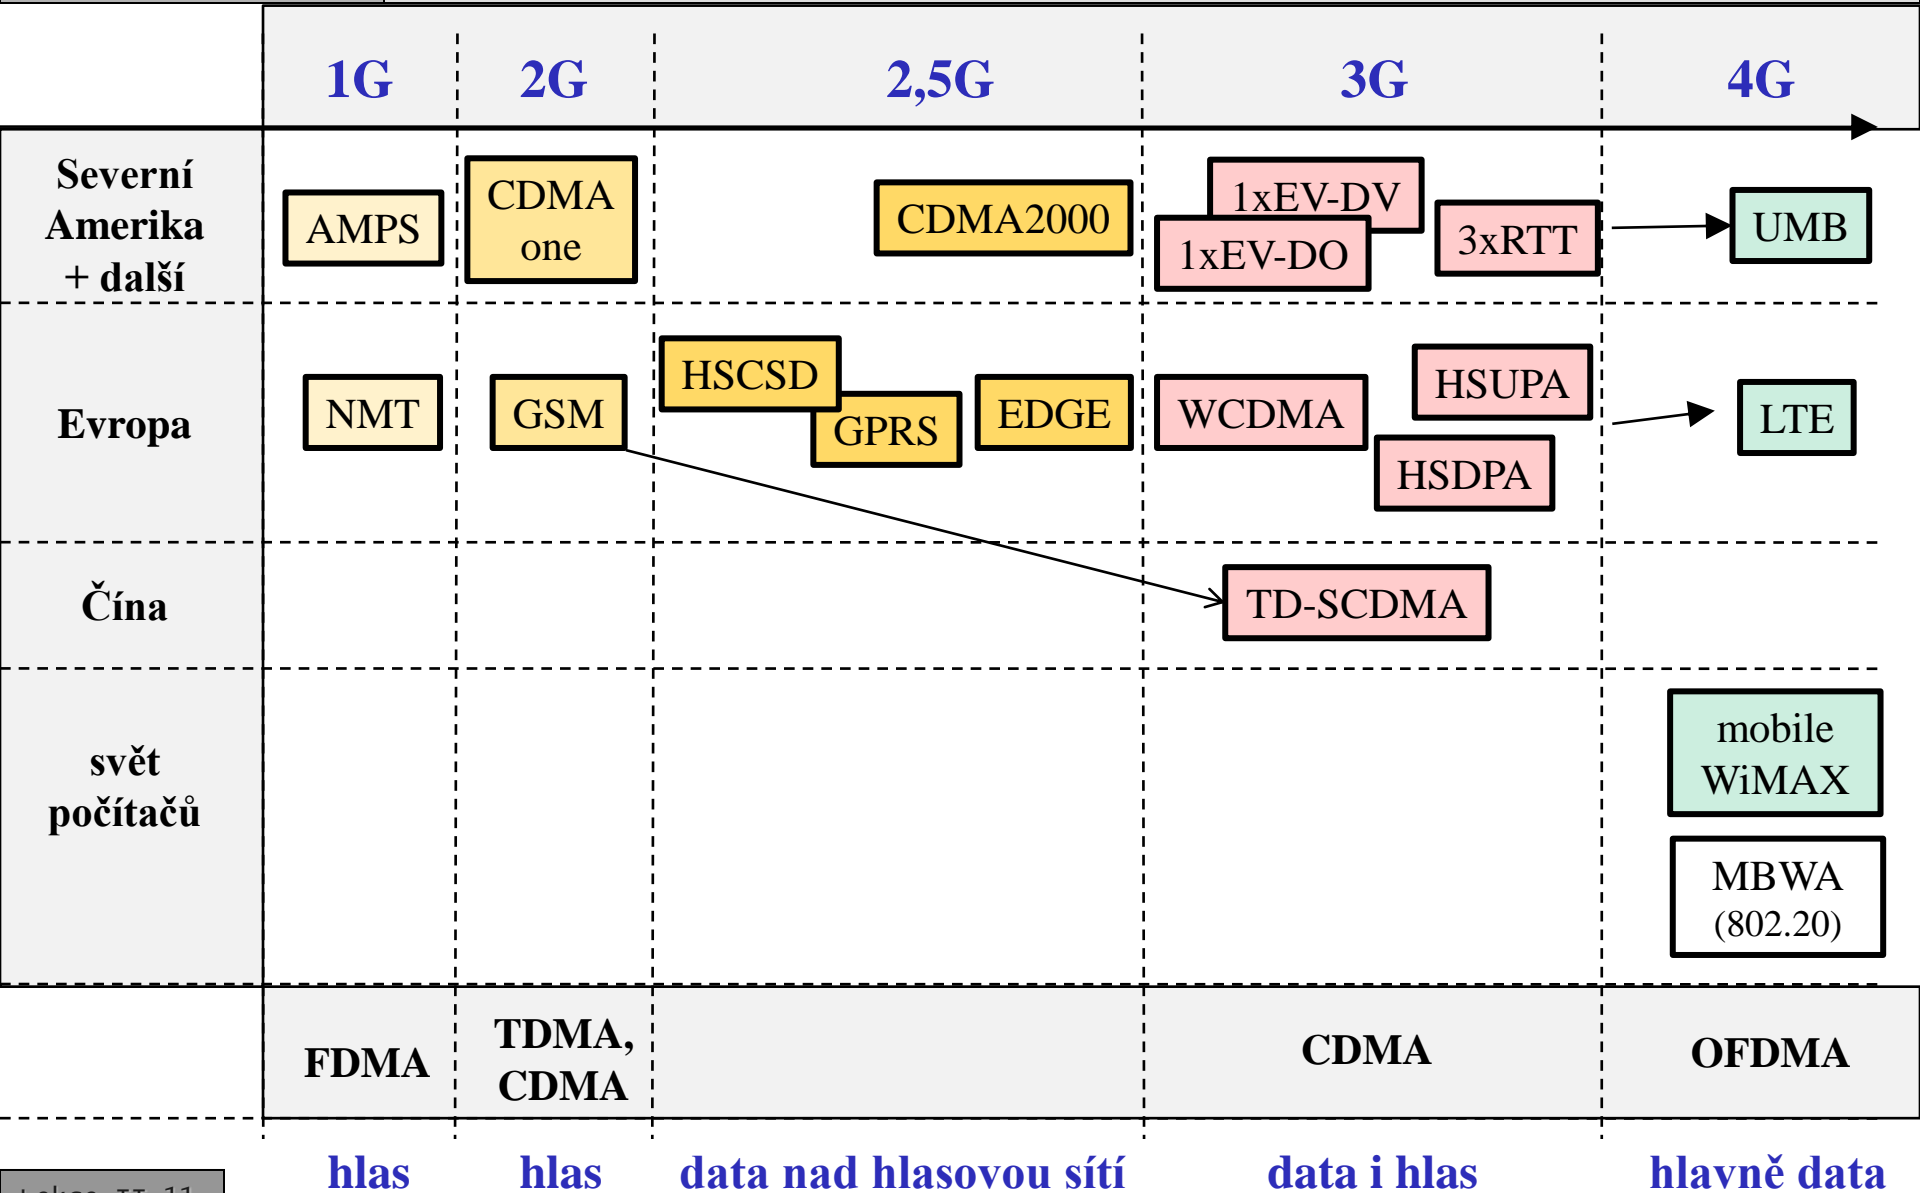 1G
2G
2,5G
3G
4G
Severní
Amerika
+ další
AMPS
CDMA
one
CDMA2000
1xEV-DV
1xEV-DO
3xRTT
UMB
Evropa
NMT
GSM
HSCSD
GPRS
EDGE
WCDMA
HSUPA
HSDPA
LTE
Čína
TD-SCDMA
svět
počítačů
mobile
WiMAX
MBWA
(802.20)
FDMA
TDMA,
CDMA
CDMA
OFDMA
hlas
hlas
data nad hlasovou sítí
data i hlas
hlavně data